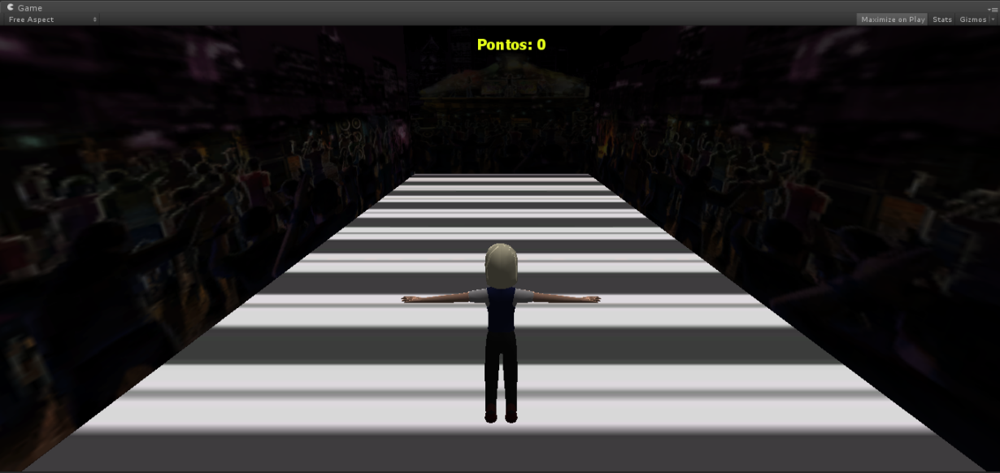 Game
Free Aspect
Maximize on Play Stats Gizmos
Pontos: 0